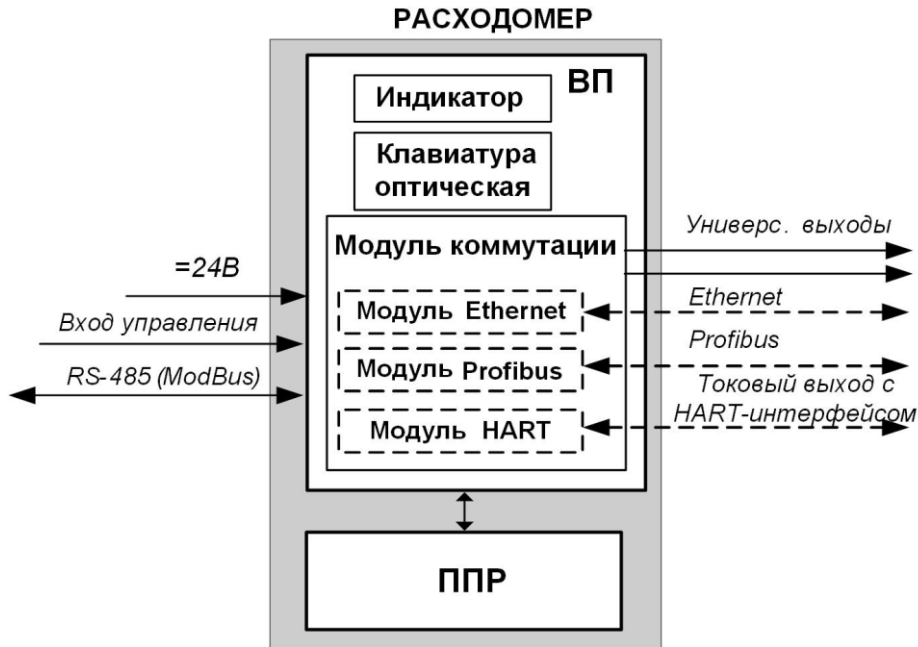 РАСХОДОМЕР
ВП
Индикатор
Клавиатура
оптическая
Модуль коммутации
Модуль Ethernet
Модуль Profibus
Модуль HART
ППР
=24В
Вход управления
RS-485 (ModBus)
Универс. выходы
Ethernet
Profibus
Токовый выход с
HART-интерфейсом